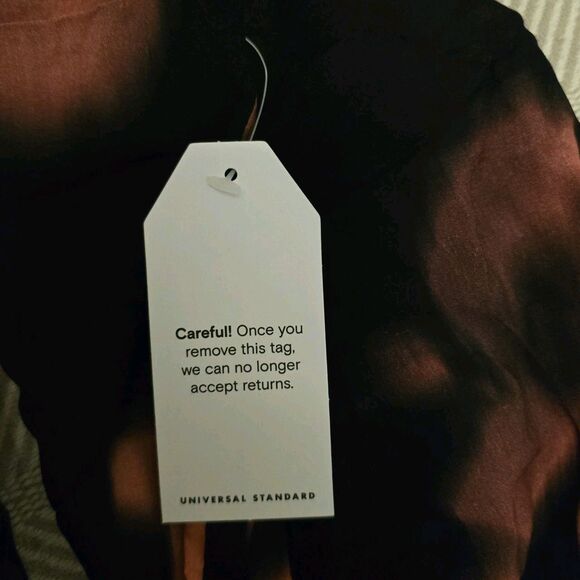 Careful! Once you
remove this tag,
we can no longer
accept returns.
UNIVERSAL STANDARD